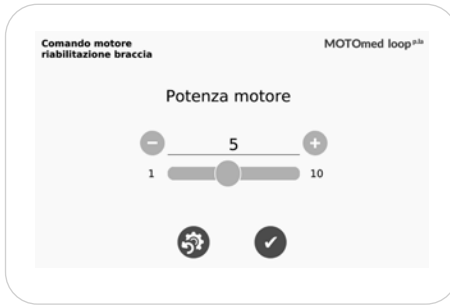 Comando motore
riabilitazione braccia
MOTOmed loop p.la
Potenza motore
5
1
10